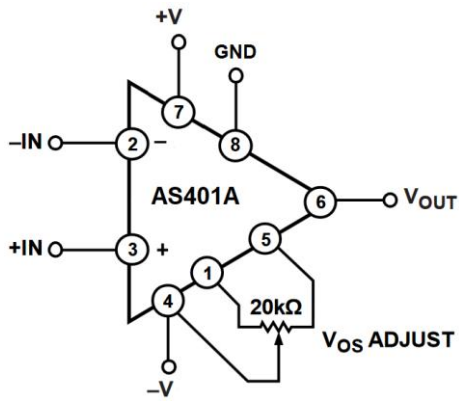 +V
GND
7
8
–IN
2
–
AS401A
6
VOUT
+IN
3
+
5
1
4
20kΩ
VOS ADJUST
–V